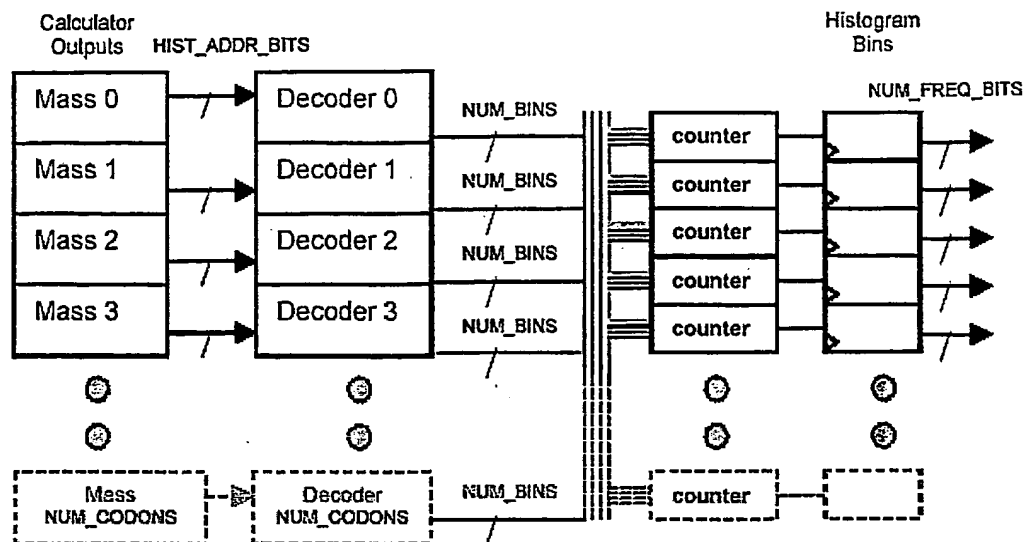 Calculator
Outputs
HIST_ADDR_BITS
Histogram
Bins
NUM_FREQ_BITS
Mass 0
Decoder 0
NUM_BINS
counter
Mass 1
Decoder 1
NUM_BINS
counter
Mass 2
Decoder 2
NUM_BINS
counter
counter
Mass 3
Decoder 3
NUM_BINS
counter
Mass
NUM_CODONS
Decoder
NUM_CODONS
NUM_BINS
counter